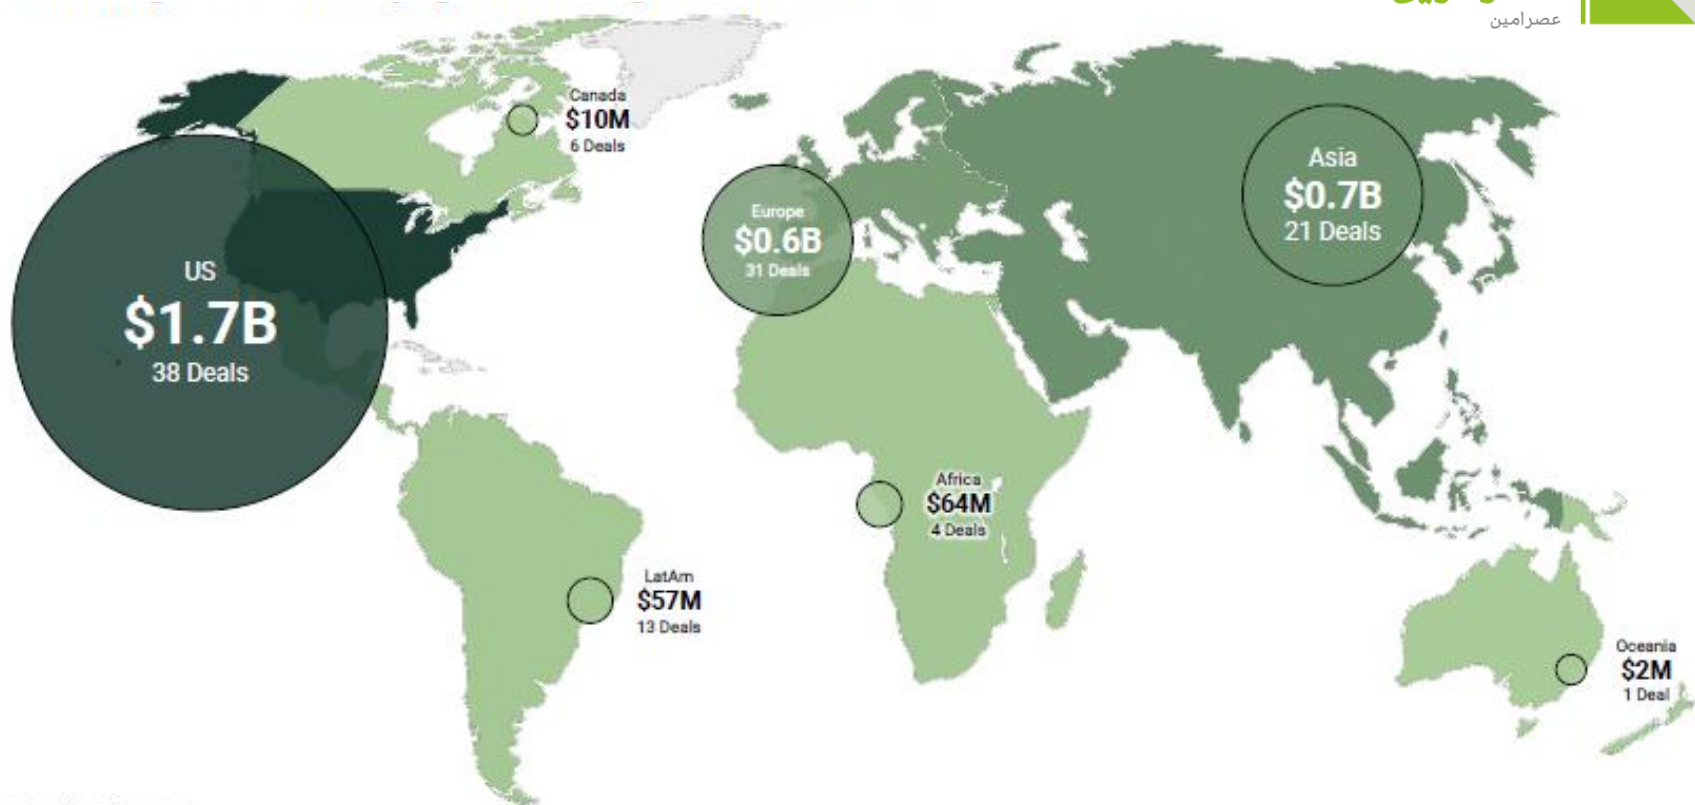 عصرامین
Canada
$10M
6 Deals
Asia
$0.7B
21 Deals
Europe
$0.6B
31 Deals
US
$1.7B
38 Deals
Africa
$64M
4 Deals
LatAm
$57M
13 Deals
Oceania
$2M
1 Deal